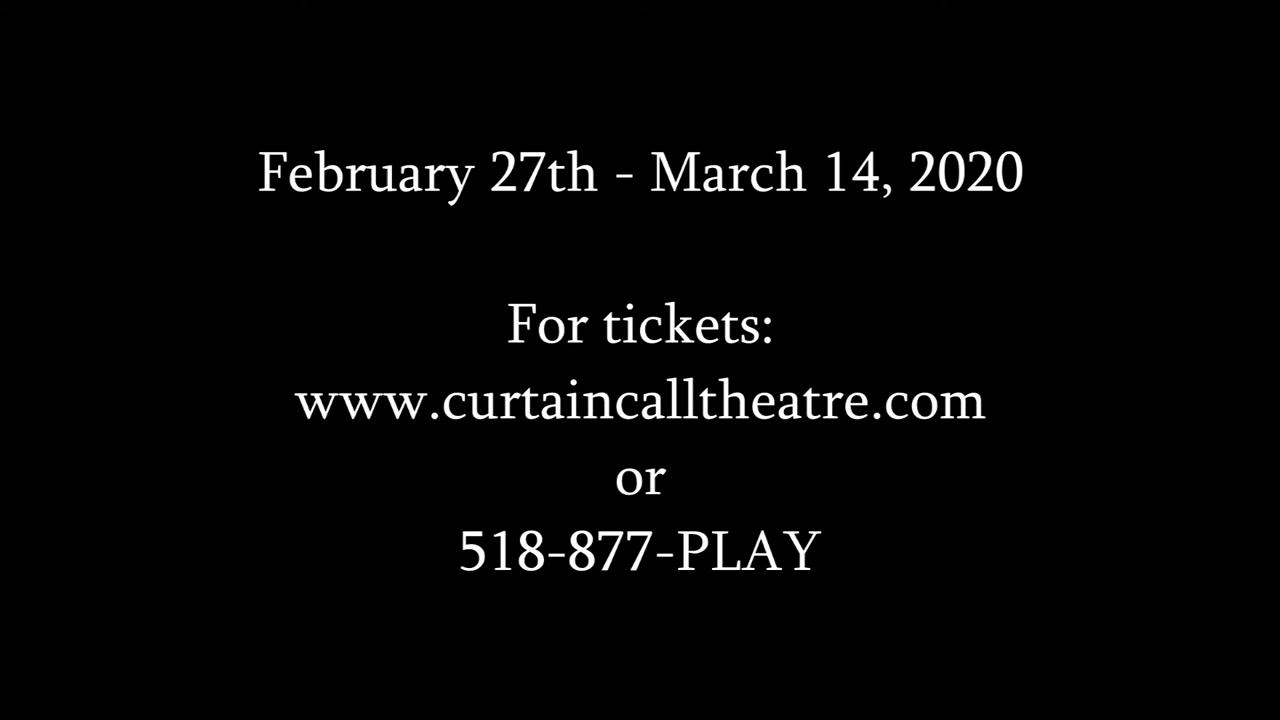 February 27th - March 14, 2020
For tickets:
www.curtaincalltheatre.com
or
518-877-PLAY